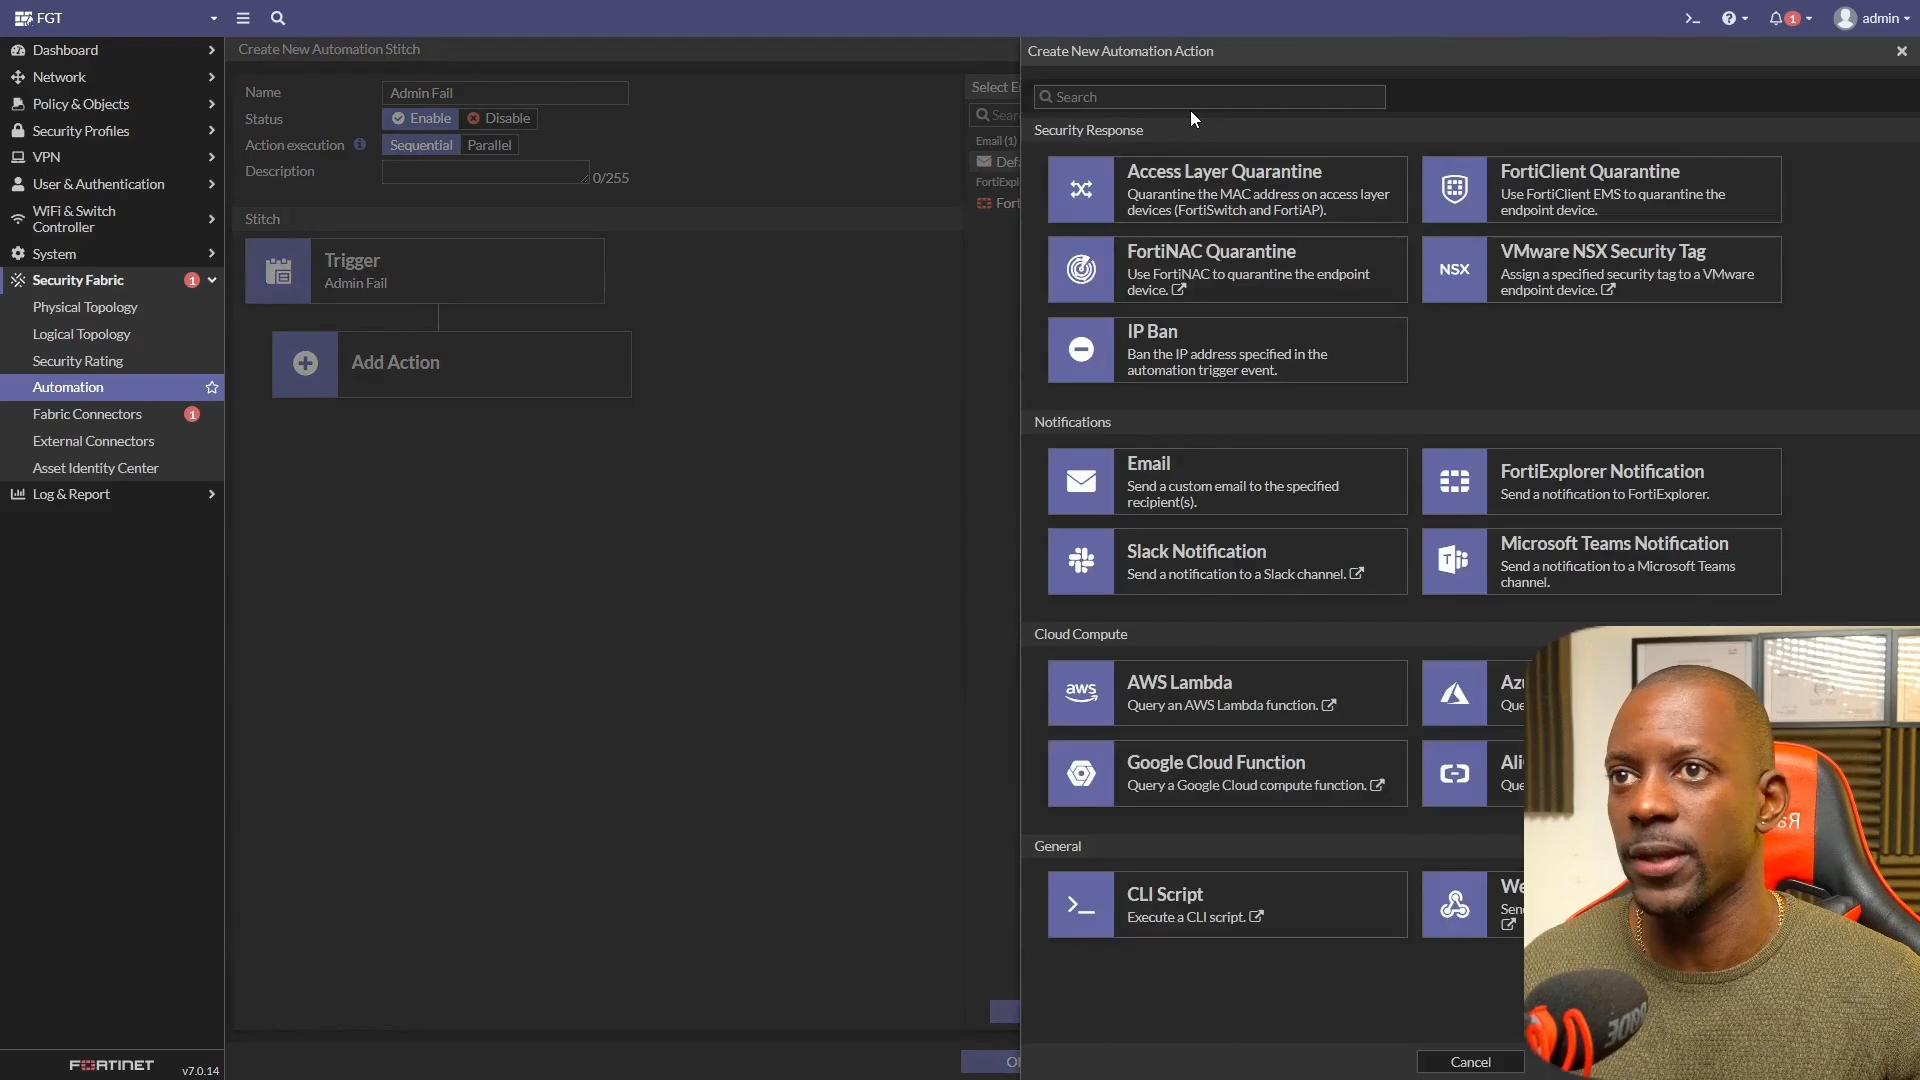 FGT
1
admin
Dashboard
Network
Policy & Objects
Security Profiles
VPN
User & Authentication
WiFi & Switch
Controller
System
Security Fabric
1
Physical Topology
Logical Topology
Security Rating
Automation
Fabric Connectors
1
External Connectors
Asset Identity Center
Log & Report
FORTINET
v7.0.14
Create New Automation Stitch
Name
Admin Fail
Status
Enable
Disable
Action execution
Sequential
Parallel
Description
0/255
Stitch
Trigger
Admin Fail
Add Action
Select
Email (1)
Create New Automation Action
Search
Security Response
Access Layer Quarantine
Quarantine the MAC address on access layer
devices (FortiSwitch and FortiAP).
FortiClient Quarantine
Use FortiClient EMS to quarantine the
endpoint device.
FortiNAC Quarantine
Use FortiNAC to quarantine the endpoint
device.
NSX
VMware NSX Security Tag
Assign a specified security tag to a VMware
endpoint device.
IP Ban
Ban the IP address specified in the
automation trigger event.
Notifications
Email
Send a custom email to the specified
recipient(s).
FortiExplorer Notification
Send a notification to FortiExplorer.
Slack Notification
Send a notification to a Slack channel.
Microsoft Teams Notification
Send a notification to a Microsoft Teams
channel.
Cloud Compute
aws
AWS Lambda
Query an AWS Lambda function.
Google Cloud Function
Query a Google Cloud compute function.
General
CLI Script
Execute a CLI script.
Cancel